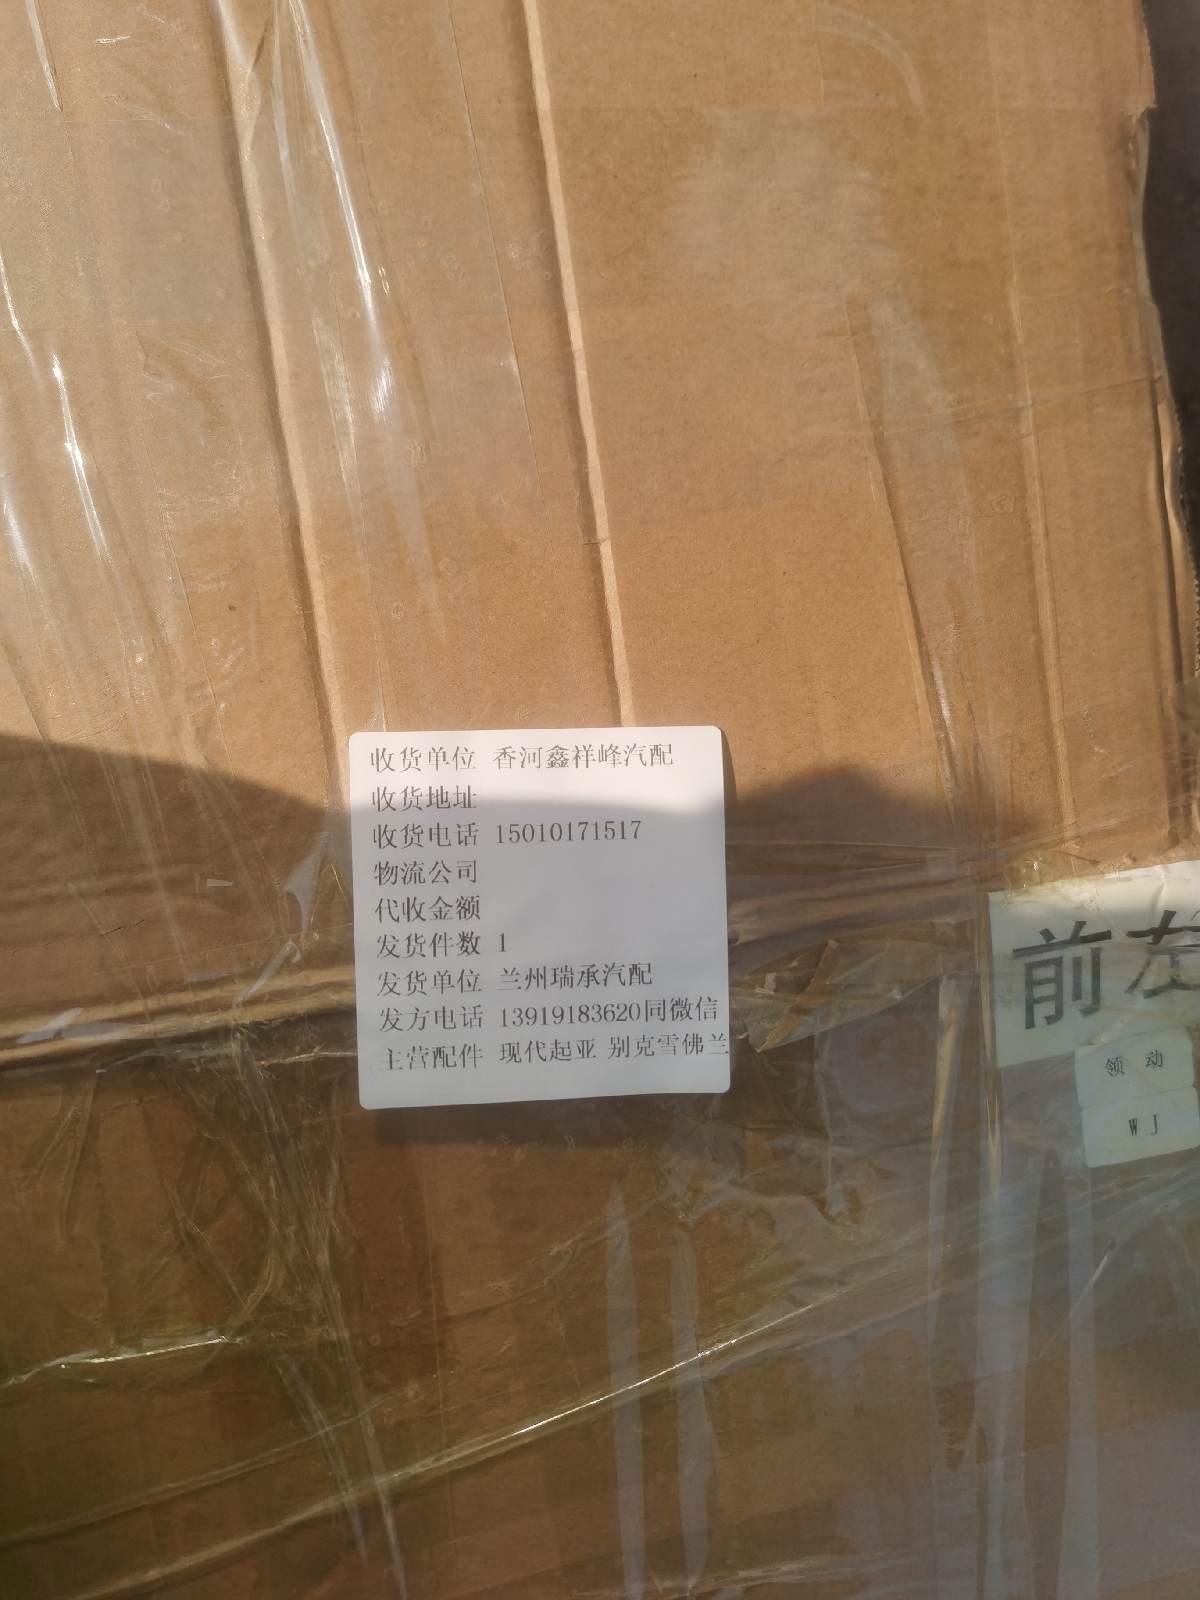 收货单位 香河鑫祥峰汽配
收货地址
收货电话 15010171517
物流公司
代收金额
发货件数 1
发货单位 兰州瑞承汽配
发方电话 13919183620同微信
主营配件 现代起亚 别克雪佛兰
前左
领 动
WJ